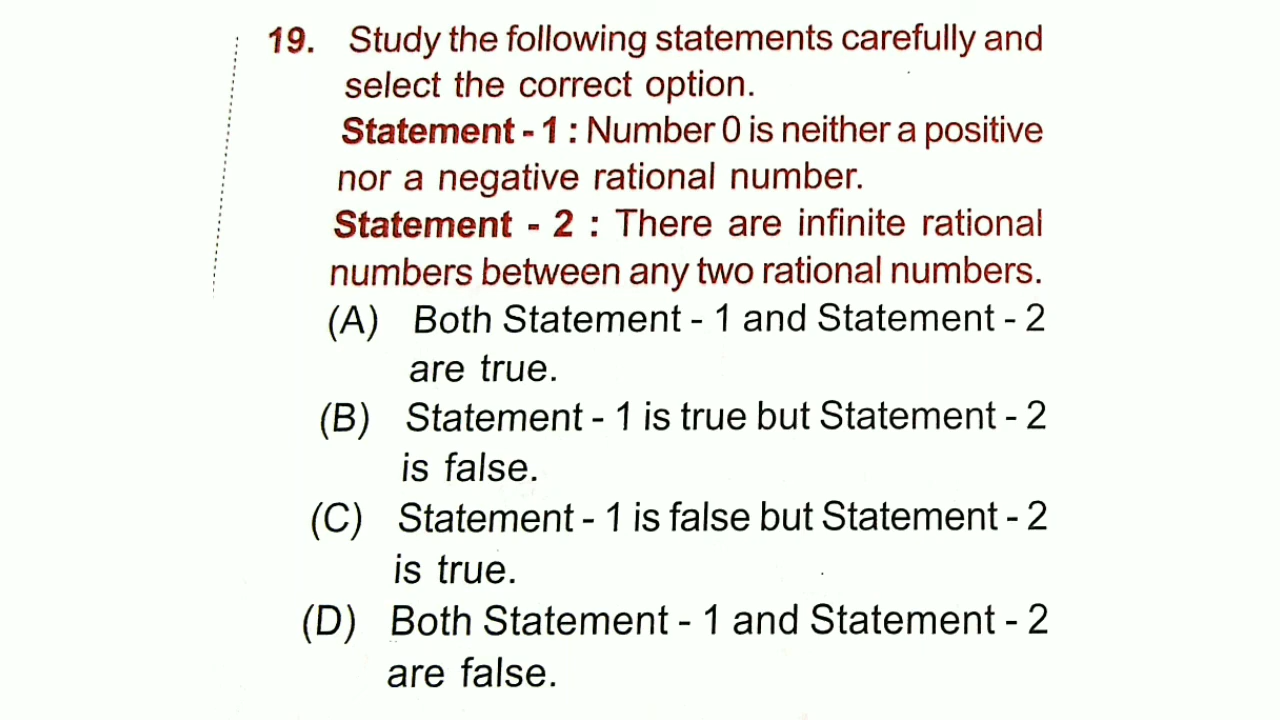 19. Study the following statements carefully and
select the correct option.
Statement - 1 : Number 0 is neither a positive
nor a negative rational number.
Statement - 2 : There are infinite rational
numbers between any two rational numbers.
(A) Both Statement - 1 and Statement - 2
are true.
(B) Statement - 1 is true but Statement - 2
is false.
(C) Statement - 1 is false but Statement - 2
is true.
(D) Both Statement - 1 and Statement - 2
are false.